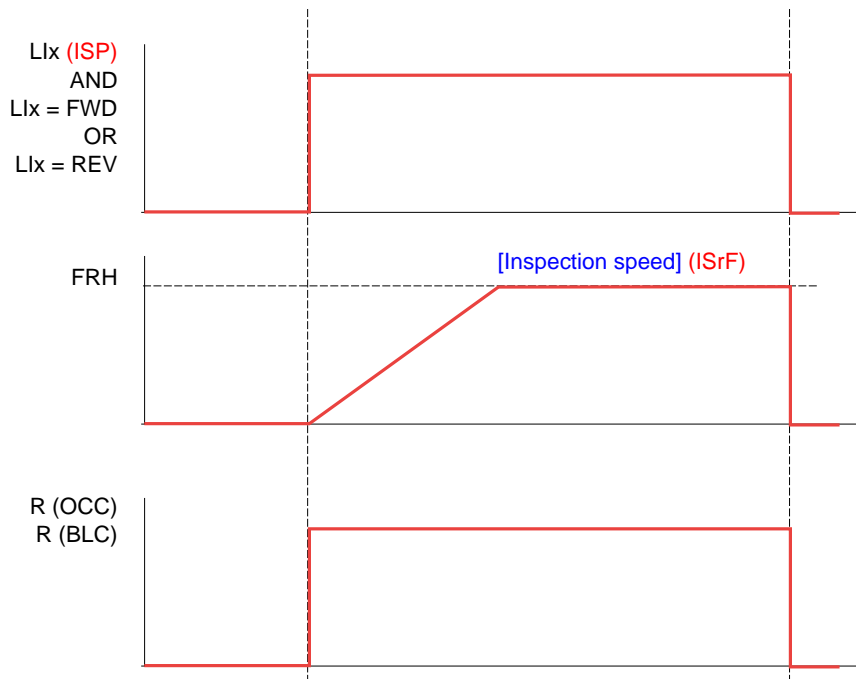 LIx (ISP)
AND
LIx = FWD
OR
LIx = REV
FRH
[Inspection speed] (ISrF)
R (OCC)
R (BLC)